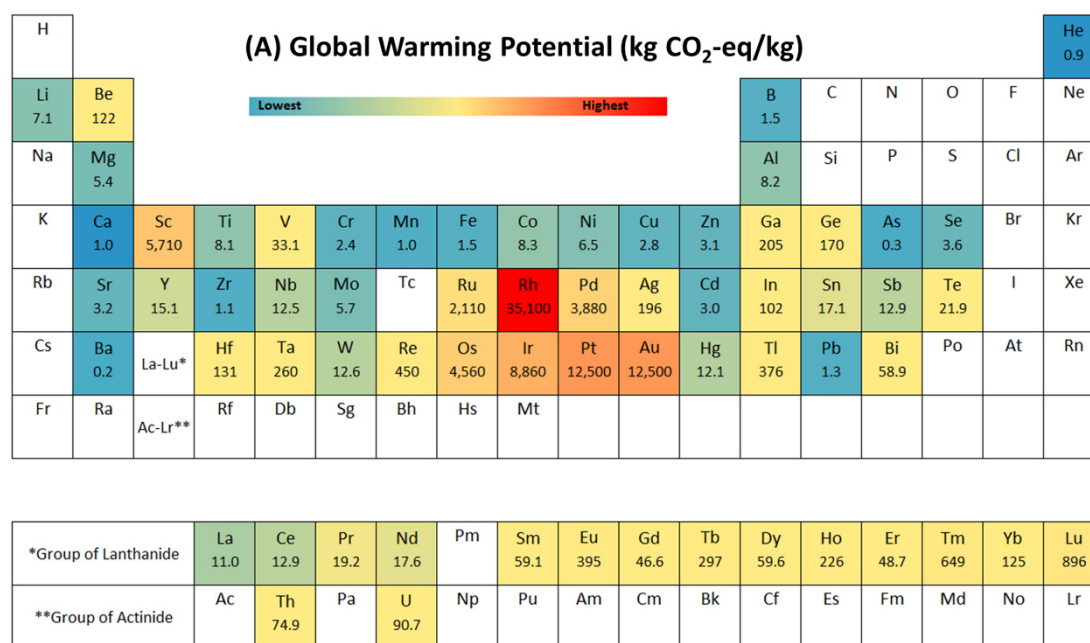 H
(A) Global Warming Potential (kg CO₂-eq/kg)
He
0.9
Li Be
7.1 122
Lowest Highest
B C N O F Ne
1.5
Na Mg
5.4
Al Si P S Cl Ar
8.2
K Ca Sc Ti V Cr Mn Fe Co Ni Cu Zn Ga Ge As Se Br Kr
1.0 5,710 8.1 33.1 2.4 1.0 1.5 8.3 6.5 2.8 3.1 205 170 0.3 3.6
Rb Sr Y Zr Nb Mo Tc Ru Rh Pd Ag Cd In Sn Sb Te I Xe
3.2 15.1 1.1 12.5 5.7 2,110 35,100 3,880 196 3.0 102 17.1 12.9 21.9
Cs Ba La-Lu* Hf Ta W Re Os Ir Pt Au Hg Tl Pb Bi Po At Rn
0.2 131 260 12.6 450 4,560 8,860 12,500 12,500 12.1 376 1.3 58.9
Fr Ra Ac-Lr** Rf Db Sg Bh Hs Mt
*Group of Lanthanide La Ce Pr Nd Pm Sm Eu Gd Tb Dy Ho Er Tm Yb Lu
11.0 12.9 19.2 17.6 59.1 395 46.6 297 59.6 226 48.7 649 125 896
**Group of Actinide Ac Th Pa U Np Pu Am Cm Bk Cf Es Fm Md No Lr
74.9 90.7